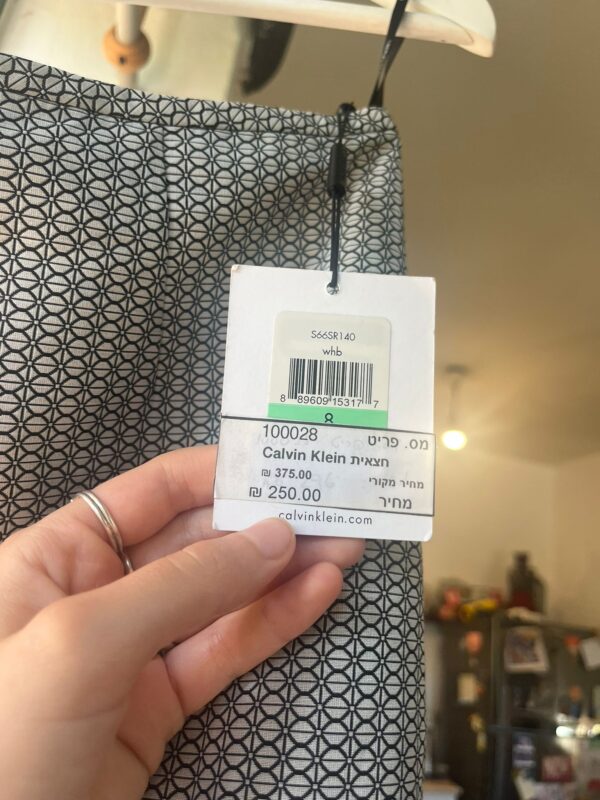 S66SR140
whb
8 89609 15317 7
8
מס. פריט 100028
חצאית Calvin Klein
מחיר מקורי 375.00 ₪
מחיר 250.00 ₪
calvinklein.com